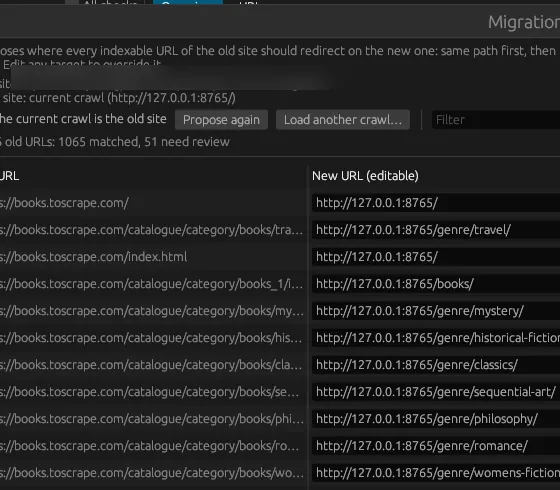 All checks URL
Migration
oses where every indexable URL of the old site should redirect on the new one: same path first, then
Edit any target to override it.
site: current crawl (http://127.0.0.1:8765/)
he current crawl is the old site Propose again Load another crawl... Filter
old URLs: 1065 matched, 51 need review
URL New URL (editable)
s://books.toscrape.com/ http://127.0.0.1:8765/
s://books.toscrape.com/catalogue/category/books/tra... http://127.0.0.1:8765/genre/travel/
s://books.toscrape.com/index.html http://127.0.0.1:8765/
s://books.toscrape.com/catalogue/category/books_1/i... http://127.0.0.1:8765/books/
s://books.toscrape.com/catalogue/category/books/my... http://127.0.0.1:8765/genre/mystery/
s://books.toscrape.com/catalogue/category/books/his... http://127.0.0.1:8765/genre/historical-fiction
s://books.toscrape.com/catalogue/category/books/cla... http://127.0.0.1:8765/genre/classics/
s://books.toscrape.com/catalogue/category/books/se... http://127.0.0.1:8765/genre/sequential-art/
s://books.toscrape.com/catalogue/category/books/phi... http://127.0.0.1:8765/genre/philosophy/
s://books.toscrape.com/catalogue/category/books/ro... http://127.0.0.1:8765/genre/romance/
s://books.toscrape.com/catalogue/category/books/wo... http://127.0.0.1:8765/genre/womens-fiction